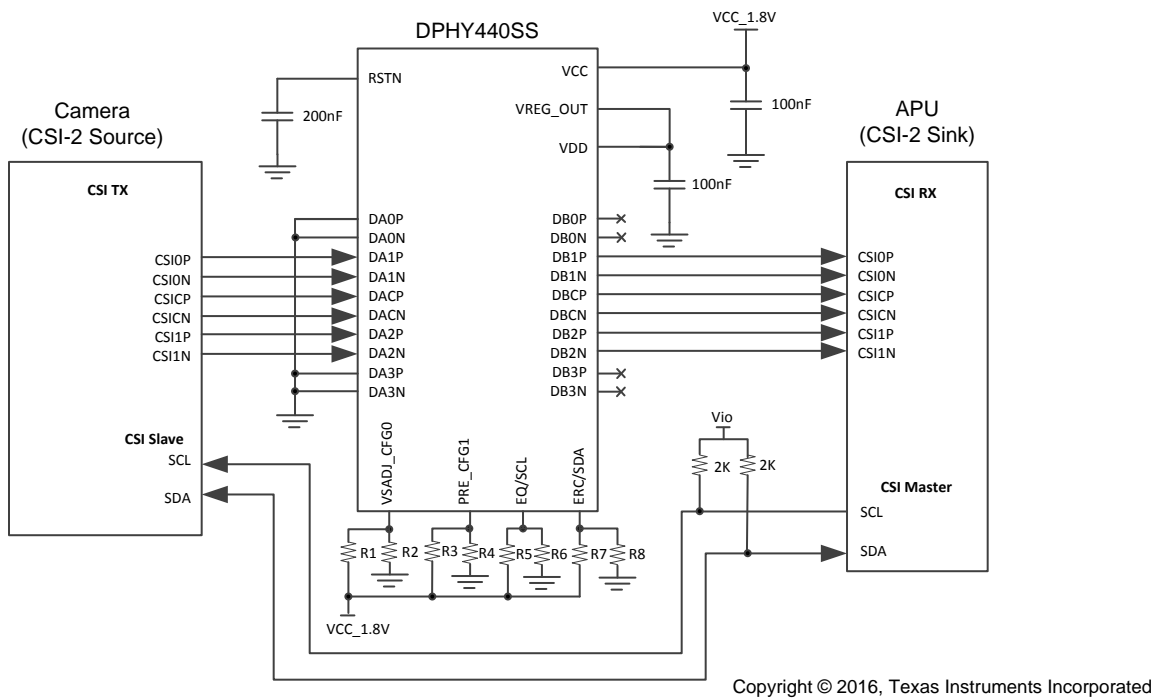 VCC_1.8V
DPHY440SS
RSTN
VCC
200nF
VREG_OUT
100nF
Camera
(CSI-2 Source)
APU
(CSI-2 Sink)
VDD
100nF
CSI TX
CSI RX
DA0P
DA0N
DA1P
DA1N
DACP
DACN
DA2P
DA2N
DA3P
DA3N
DB0P
DB0N
DB1P
DB1N
DBCP
DBCN
DB2P
DB2N
DB3P
DB3N
CSI0P
CSI0N
CSICP
CSICN
CSI1P
CSI1N
CSI0P
CSI0N
CSICP
CSICN
CSI1P
CSI1N
CSI Slave
SCL
SDA
VSADJ_CFG0
PRE_CFG1
EQ/SCL
ERC/SDA
Vio
2K
2K
CSI Master
SCL
SDA
R1
R2
R3
R4
R5
R6
R7
R8
VCC_1.8V
Copyright © 2016, Texas Instruments Incorporated